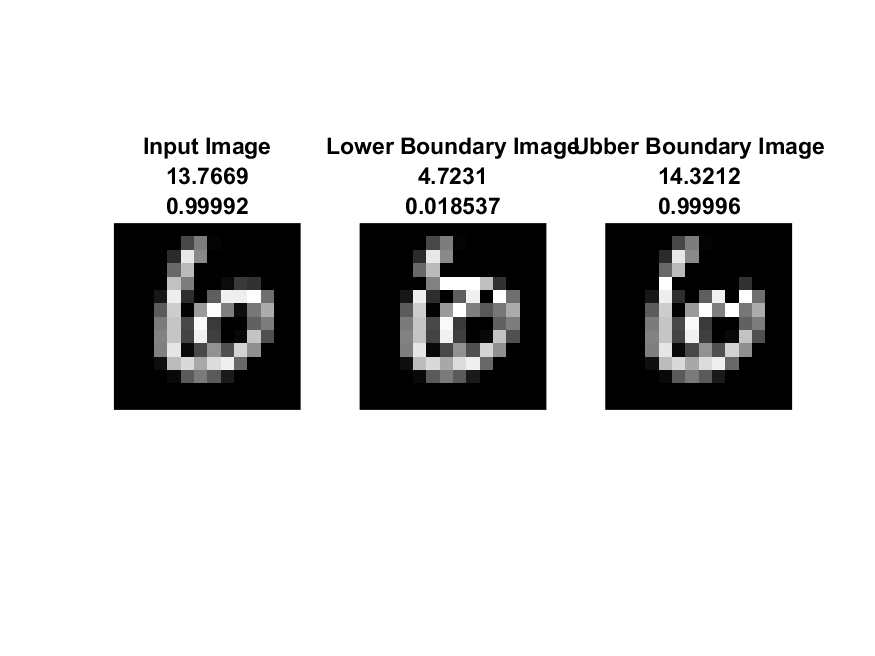 Input Image
13.7669
0.99992
Lower Boundary Image
4.7231
0.018537
Ubber Boundary Image
14.3212
0.99996